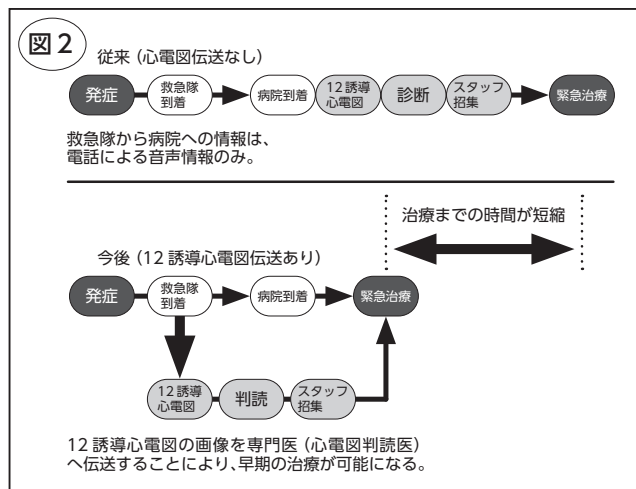 図2
従来(心電図伝送なし)
発症
救急隊
到着
病院到着
12誘導
心電図
診断
スタッフ
招集
緊急治療
救急隊から病院への情報は、
電話による音声情報のみ。
治療までの時間が短縮
今後(12誘導心電図伝送あり)
発症
救急隊
到着
病院到着
緊急治療
12誘導
心電図
判読
スタッフ
招集
12誘導心電図の画像を専門医(心電図判読医)
へ伝送することにより、早期の治療が可能になる。